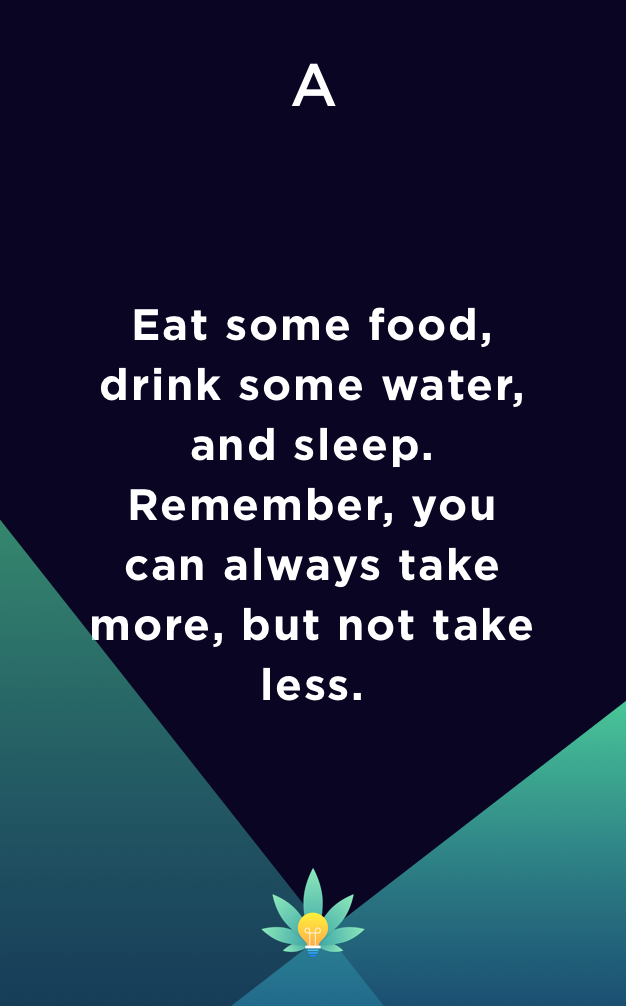 A
Eat some food,
drink some water,
and sleep.
Remember, you
can always take
more, but not take
less.